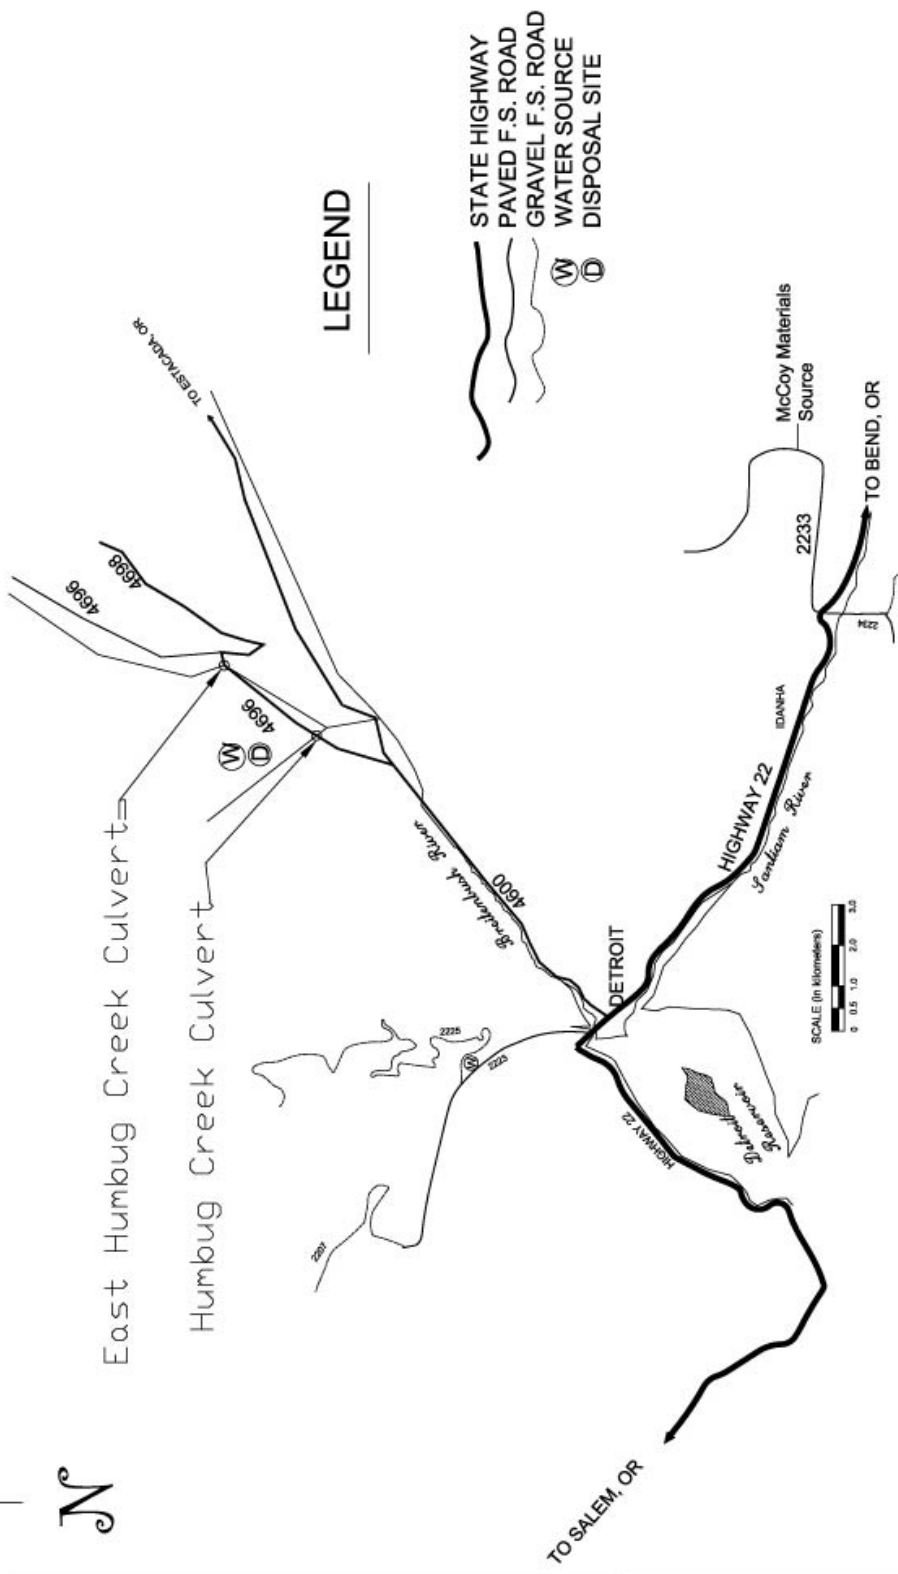 N
East Humbug Creek Culvert
Humbug Creek Culvert
4696
4698
TO ESTACADA, OR
4696
W
D
LEGEND
STATE HIGHWAY
PAVED F.S. ROAD
GRAVEL F.S. ROAD
W WATER SOURCE
D DISPOSAL SITE
Breitenbush River
4600
2207
2225
W
2223
DETROIT
HIGHWAY 22
Detroit
Reservoir
HIGHWAY 22
Santiam River
IDANHA
2233
McCoy Materials
Source
2234
TO BEND, OR
TO SALEM, OR
SCALE (in kilometers)
0 0.5 1.0 2.0 3.0